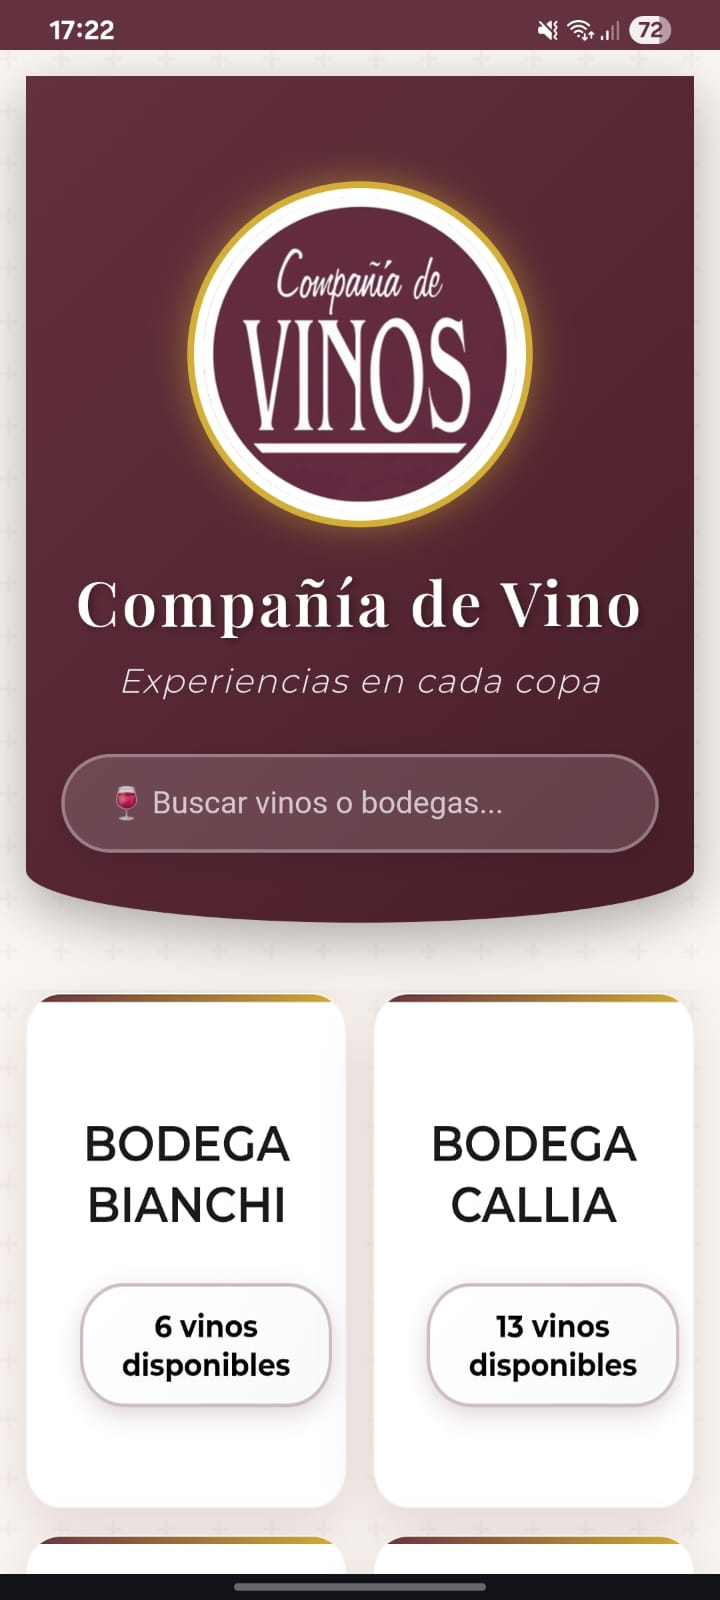 17:22
72
Compañía de
VINOS
Compañía de Vino
Experiencias en cada copa
Buscar vinos o bodegas...
BODEGA
BIANCHI
6 vinos
disponibles
BODEGA
CALLIA
13 vinos
disponibles